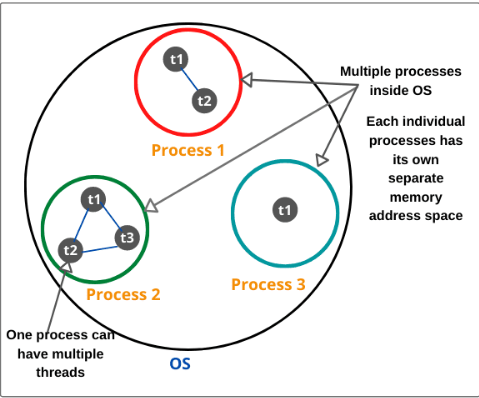 t1
t2
Process 1
Multiple processes
inside OS
Each individual
processes has
its own
separate
memory
address space
t1
t2
t3
Process 2
t1
Process 3
One process can
have multiple
threads
OS